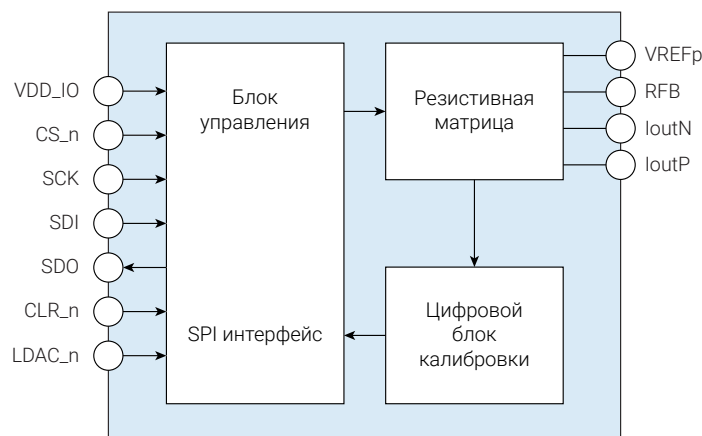 VDD_IO
CS_n
SCK
SDI
SDO
CLR_n
LDAC_n
Блок
управления
SPI интерфейс
Резистивная
матрица
Цифровой
блок
калибровки
VREFp
RFB
IoutN
IoutP